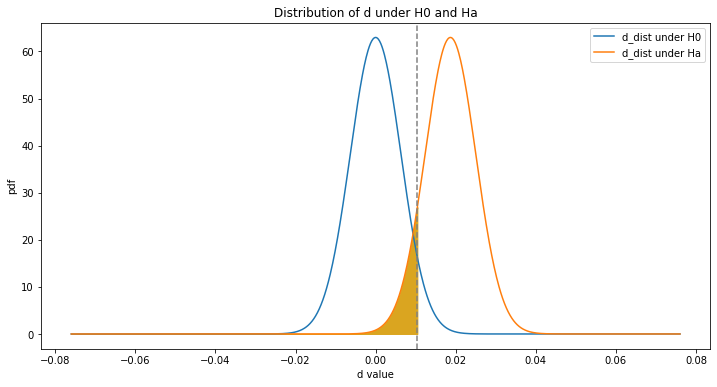 Distribution of d under H0 and Ha
d_dist under H0
d_dist under Ha
60
50
40
30
20
10
0
pdf
−0.08 −0.06 −0.04 −0.02 0.00 0.02 0.04 0.06 0.08
d value